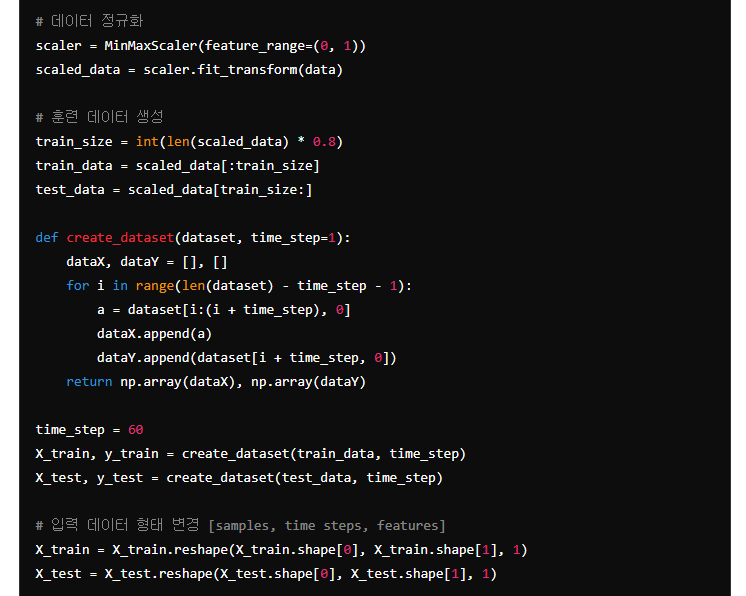 # 데이터 정규화
scaler = MinMaxScaler(feature_range=(0, 1))
scaled_data = scaler.fit_transform(data)
# 훈련 데이터 생성
train_size = int(len(scaled_data) * 0.8)
train_data = scaled_data[:train_size]
test_data = scaled_data[train_size:]
def create_dataset(dataset, time_step=1):
    dataX, dataY = [], []
    for i in range(len(dataset) - time_step - 1):
        a = dataset[i:(i + time_step), 0]
        dataX.append(a)
        dataY.append(dataset[i + time_step, 0])
    return np.array(dataX), np.array(dataY)
time_step = 60
X_train, y_train = create_dataset(train_data, time_step)
X_test, y_test = create_dataset(test_data, time_step)
# 입력 데이터 형태 변경 [samples, time steps, features]
X_train = X_train.reshape(X_train.shape[0], X_train.shape[1], 1)
X_test = X_test.reshape(X_test.shape[0], X_test.shape[1], 1)